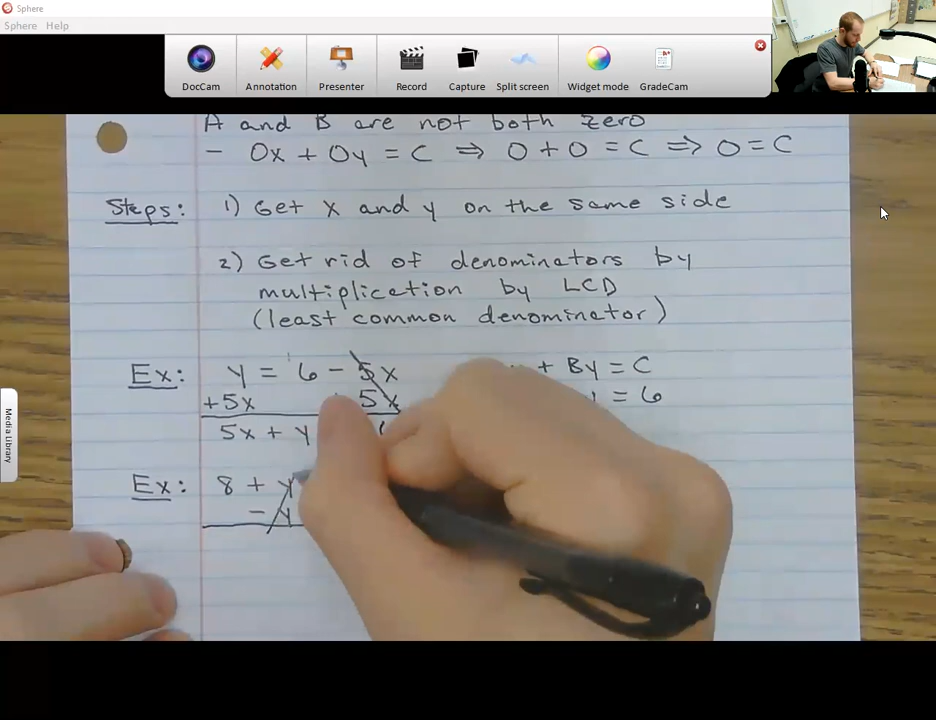 Sphere
Sphere Help
DocCam Annotation Presenter Record Capture Split screen Widget mode GradeCam
Media Library
A and B are not both zero
- 0x + 0y = C ⇒ 0 + 0 = C ⇒ 0 = C
Steps: 1) Get x and y on the same side
2) Get rid of denominators by
multiplication by LCD
(least common denominator)
Ex: y = 6 - 5x + By = C
+5x 5x = 6
5x + y
Ex: 8 + y
- y